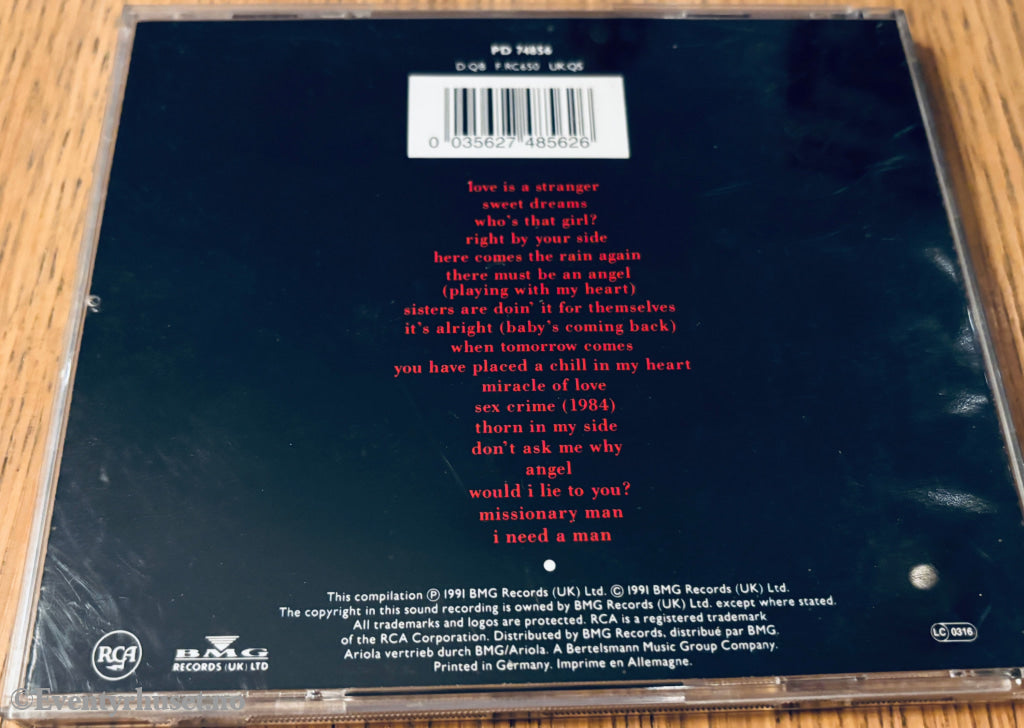 PD 74856
D:QB F:RC650 UK:QS
0 035627 485626
love is a stranger
sweet dreams
who's that girl?
right by your side
here comes the rain again
there must be an angel
(playing with my heart)
sisters are doin' it for themselves
it's alright (baby's coming back)
when tomorrow comes
you have placed a chill in my heart
miracle of love
sex crime (1984)
thorn in my side
don't ask me why
angel
would i lie to you?
missionary man
i need a man
This compilation ℗ 1991 BMG Records (UK) Ltd. © 1991 BMG Records (UK) Ltd.
The copyright in this sound recording is owned by BMG Records (UK) Ltd. except where stated.
All trademarks and logos are protected. RCA is a registered trademark
of the RCA Corporation. Distributed by BMG Records, distribué par BMG.
Ariola vertrieb durch BMG/Ariola. A Bertelsmann Music Group Company.
Printed in Germany. Imprime en Allemagne.
RCA
BMG
RECORDS (UK) LTD
LC 0316